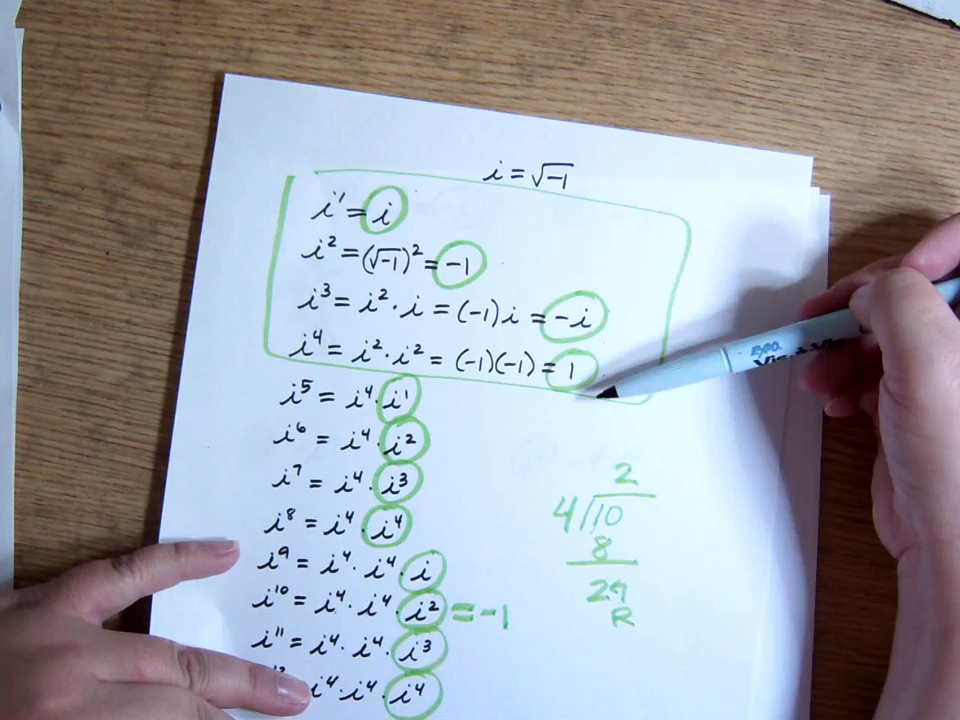 i = √-1
i¹ = i
i² = (√-1)² = -1
i³ = i² · i = (-1)i = -i
i⁴ = i² · i² = (-1)(-1) = 1
i⁵ = i⁴ · i¹
i⁶ = i⁴ · i²
i⁷ = i⁴ · i³
i⁸ = i⁴ · i⁴
i⁹ = i⁴ · i⁴ · i
i¹⁰ = i⁴ · i⁴ · i² = -1
i¹¹ = i⁴ · i⁴ · i³
i⁴ · i⁴ · i⁴
2
4√10
8
2
R
EXPO